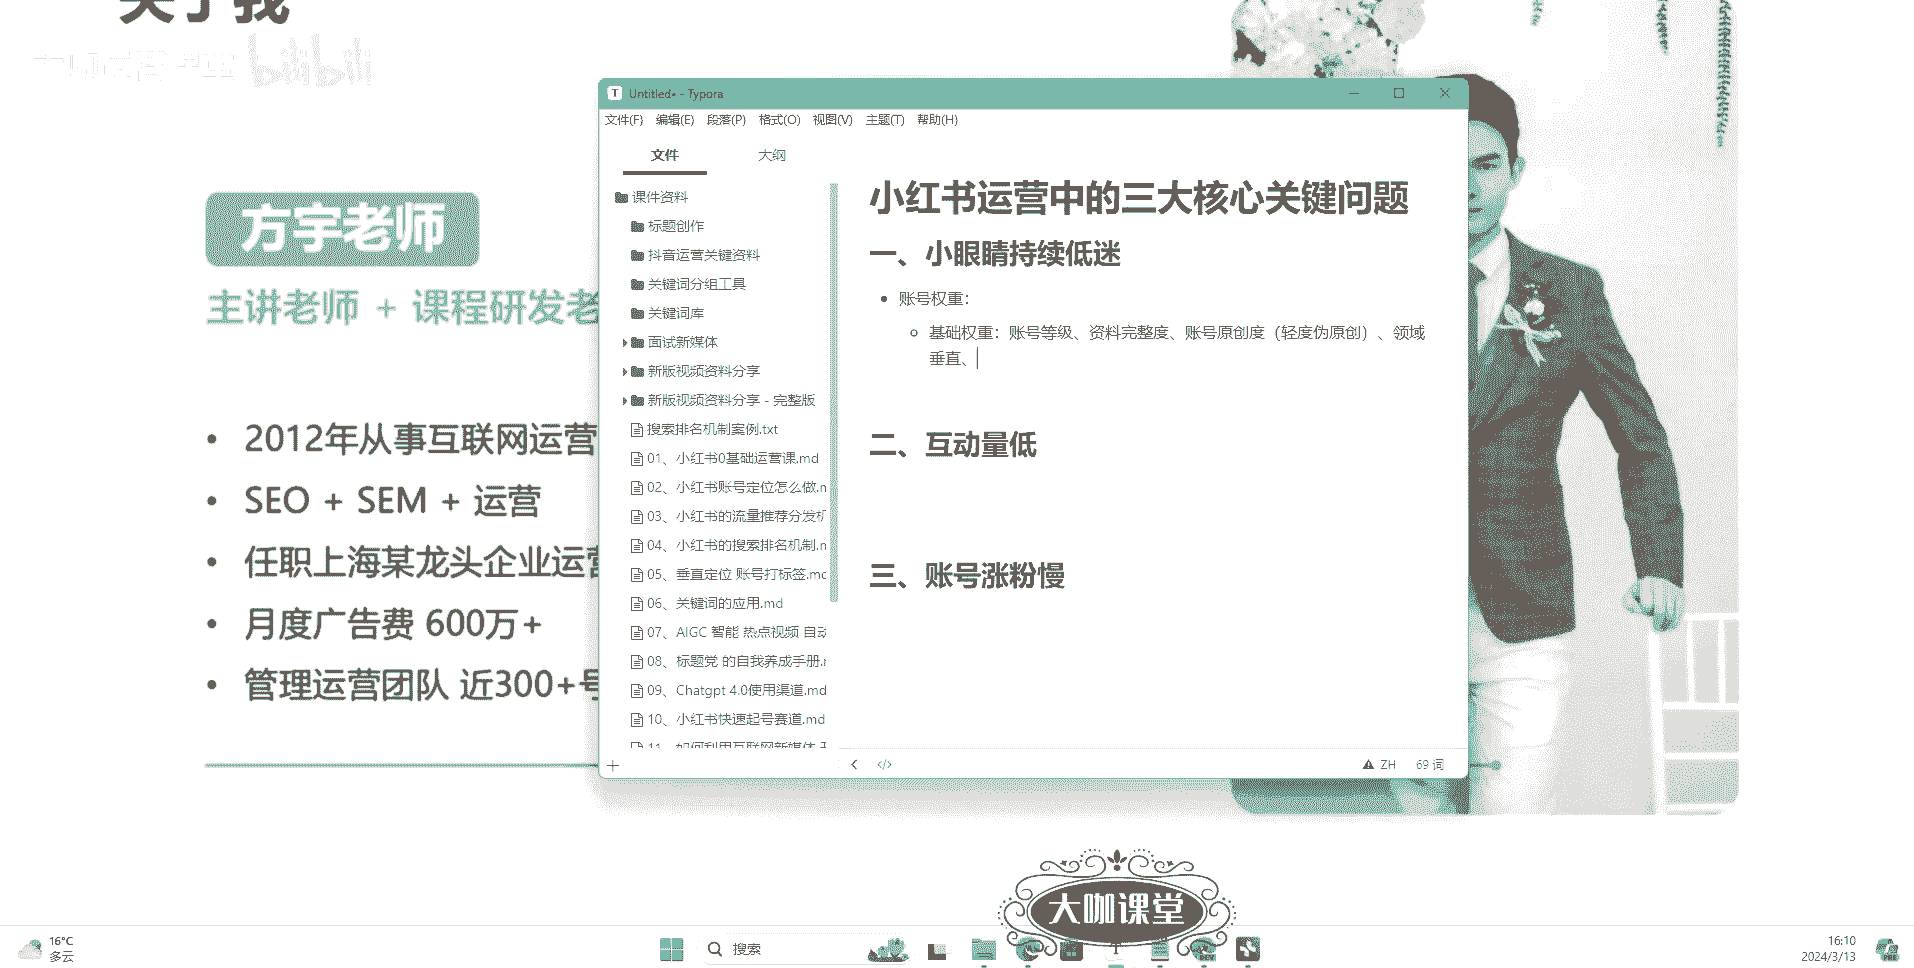 关于我
bilibili
方宇老师
主讲老师 + 课程研发老
• 2012年从事互联网运营
• SEO + SEM + 运营
• 任职上海某龙头企业运营
• 月度广告费 600万+
• 管理运营团队 近300+号
Untitled• - Typora
文件(F) 编辑(E) 段落(P) 格式(O) 视图(V) 主题(T) 帮助(H)
文件 大纲
课件资料
标题创作
抖音运营关键资料
关键词分组工具
关键词库
面试新媒体
新版视频资料分享
新版视频资料分享 - 完整版
搜索排名机制案例.txt
01、小红书0基础运营课.md
02、小红书账号定位怎么做.m
03、小红书的流量推荐分发机
04、小红书的搜索排名机制.m
05、垂直定位 账号打标签.md
06、关键词的应用.md
07、AIGC 智能 热点视频 自动
08、标题党 的自我养成手册.m
09、Chatgpt 4.0使用渠道.md
10、小红书快速起号赛道.md
11、如何利用互联网新媒体
小红书运营中的三大核心关键问题
一、小眼睛持续低迷
• 账号权重：
基础权重：账号等级、资料完整度、账号原创度（轻度伪原创）、领域
垂直、
二、互动量低
三、账号涨粉慢
</> ZH 69 词
大咖课堂
16°C
多云
搜索
16:10
2024/3/13